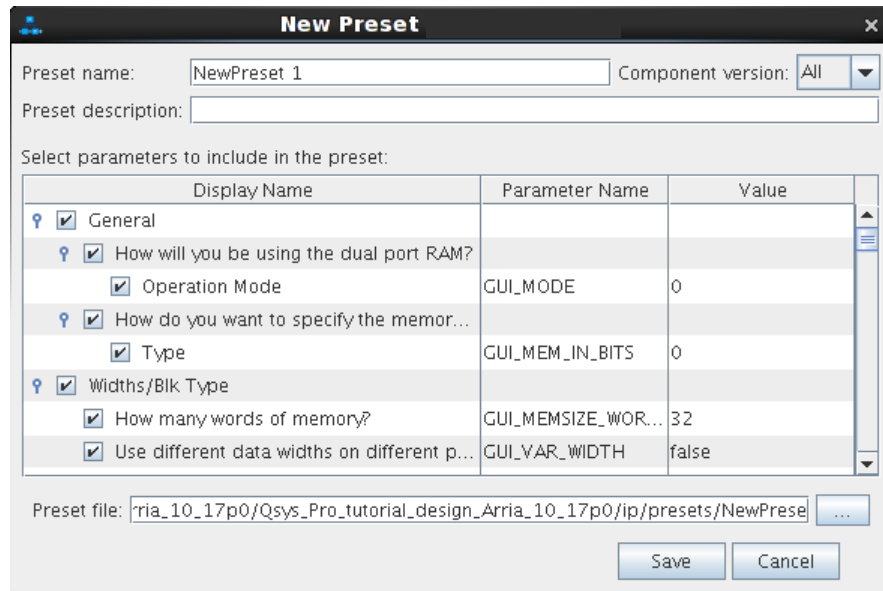 New Preset
Preset name: NewPreset 1 Component version: All
Preset description:
Select parameters to include in the preset:
Display Name Parameter Name Value
General
How will you be using the dual port RAM?
Operation Mode GUI_MODE 0
How do you want to specify the memor...
Type GUI_MEM_IN_BITS 0
Widths/Blk Type
How many words of memory? GUI_MEMSIZE_WOR... 32
Use different data widths on different p... GUI_VAR_WIDTH false
Preset file: rria_10_17p0/Qsys_Pro_tutorial_design_Arria_10_17p0/ip/presets/NewPrese ...
Save Cancel